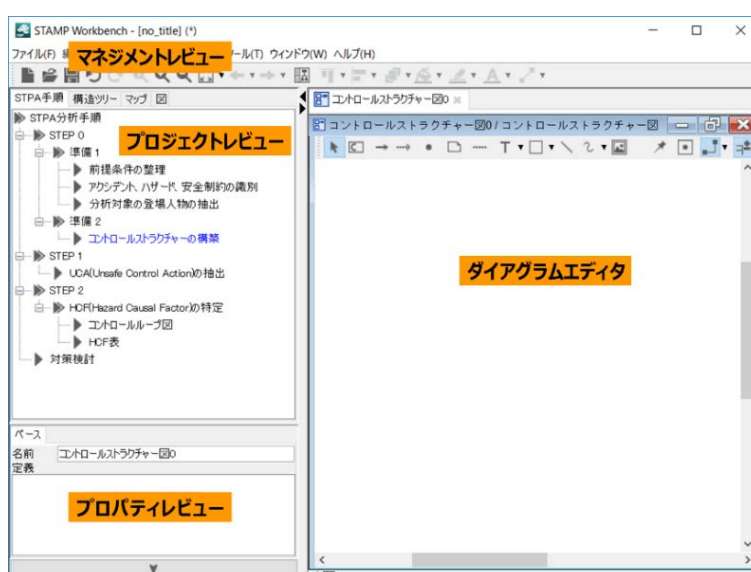 STAMP Workbench - [no_title] (*)
ファイル(F)
ール(T) ウィンドウ(W) ヘルプ(H)
マネジメントレビュー
STPA手順 構造ツリー マップ 図
コントロールストラクチャー図0
STPA分析手順
コントロールストラクチャー図0 / コントロールストラクチャー図
STEP 0
プロジェクトレビュー
準備 1
前提条件の整理
アクシデント、ハザード、安全制約の識別
分析対象の登場人物の抽出
準備 2
コントロールストラクチャーの構築
STEP 1
UCA(Unsafe Control Action)の抽出
STEP 2
HCF(Hazard Causal Factor)の特定
コントロールループ図
HCF表
対策検討
ダイアグラムエディタ
ベース
名前 コントロールストラクチャー図0
定義
プロパティレビュー